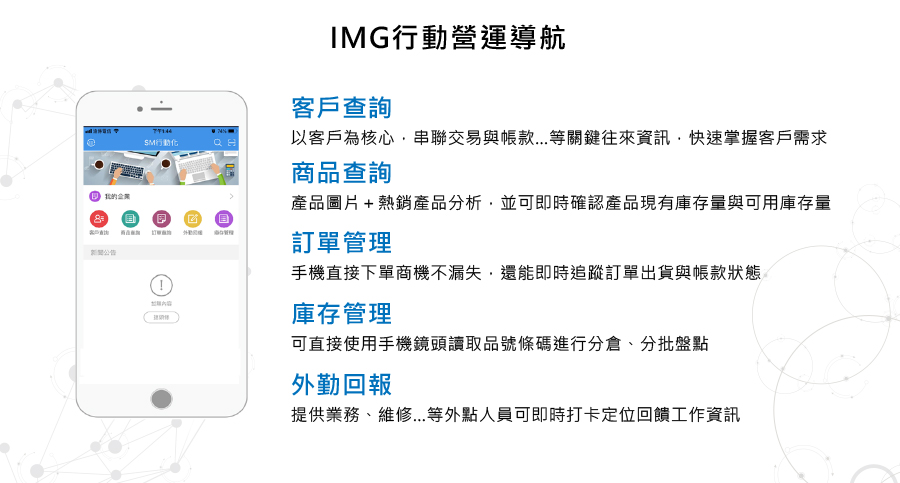 IMG行動營運導航
客戶查詢
以客戶為核心，串聯交易與帳款...等關鍵往來資訊，快速掌握客戶需求
商品查詢
產品圖片＋熱銷產品分析，並可即時確認產品現有庫存量與可用庫存量
訂單管理
手機直接下單商機不漏失，還能即時追蹤訂單出貨與帳款狀態
庫存管理
可直接使用手機鏡頭讀取品號條碼進行分倉、分批盤點
外勤回報
提供業務、維修...等外點人員可即時打卡定位回饋工作資訊
下午1:44
74%
SM行動化
我的企業
客戶查詢
商品查詢
訂單查詢
外勤回報
庫存管理
新聞公告